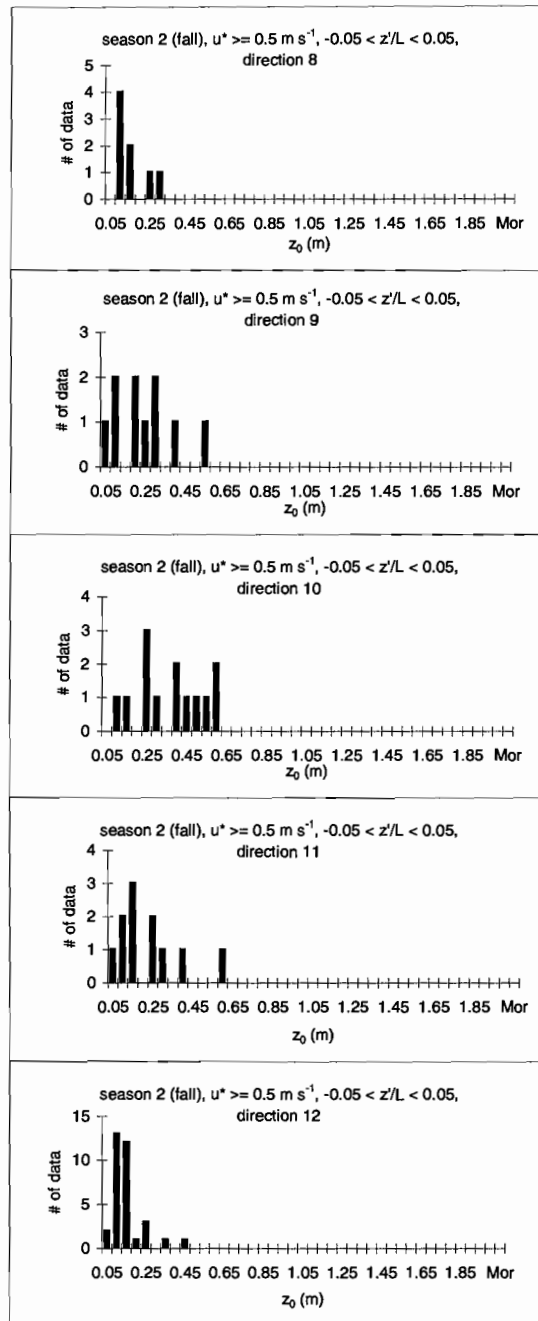 season 2 (fall), u* >= 0.5 m s⁻¹, -0.05 < z'/L < 0.05,
direction 8
# of data
5
4
3
2
1
0
0.05 0.25 0.45 0.65 0.85 1.05 1.25 1.45 1.65 1.85 Mor
z₀ (m)
season 2 (fall), u* >= 0.5 m s⁻¹, -0.05 < z'/L < 0.05,
direction 9
# of data
3
2
1
0
0.05 0.25 0.45 0.65 0.85 1.05 1.25 1.45 1.65 1.85 Mor
z₀ (m)
season 2 (fall), u* >= 0.5 m s⁻¹, -0.05 < z'/L < 0.05,
direction 10
# of data
4
3
2
1
0
0.05 0.25 0.45 0.65 0.85 1.05 1.25 1.45 1.65 1.85 Mor
z₀ (m)
season 2 (fall), u* >= 0.5 m s⁻¹, -0.05 < z'/L < 0.05,
direction 11
# of data
4
3
2
1
0
0.05 0.25 0.45 0.65 0.85 1.05 1.25 1.45 1.65 1.85 Mor
z₀ (m)
season 2 (fall), u* >= 0.5 m s⁻¹, -0.05 < z'/L < 0.05,
direction 12
# of data
15
10
5
0
0.05 0.25 0.45 0.65 0.85 1.05 1.25 1.45 1.65 1.85 Mor
z₀ (m)